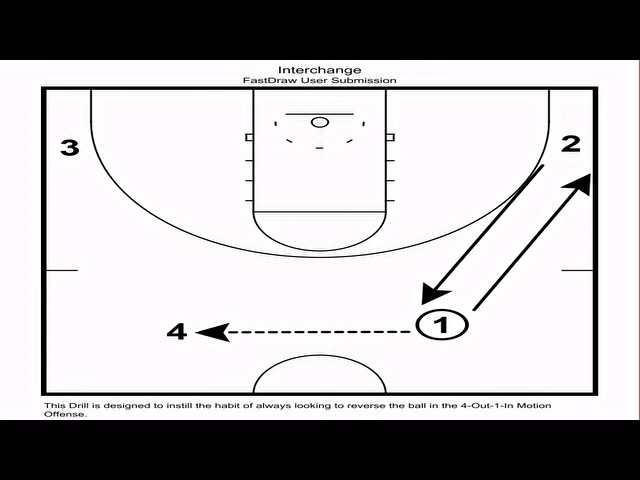 Interchange
FastDraw User Submission
3
2
4
1
This Drill is designed to instill the habit of always looking to reverse the ball in the 4-Out-1-In Motion
Offense.